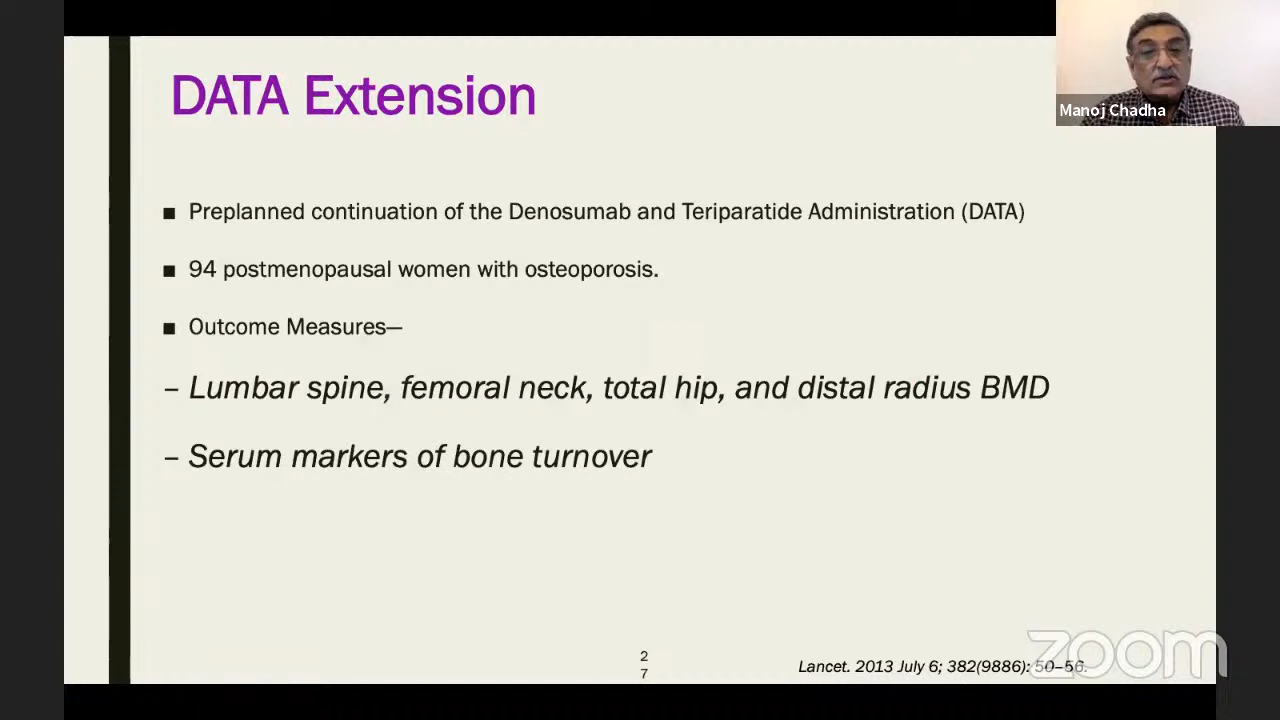 DATA Extension
Manoj Chadha
■ Preplanned continuation of the Denosumab and Teriparatide Administration (DATA)
■ 94 postmenopausal women with osteoporosis.
■ Outcome Measures—
– Lumbar spine, femoral neck, total hip, and distal radius BMD
– Serum markers of bone turnover
2
7
Lancet. 2013 July 6; 382(9886): 50–56.
zoom